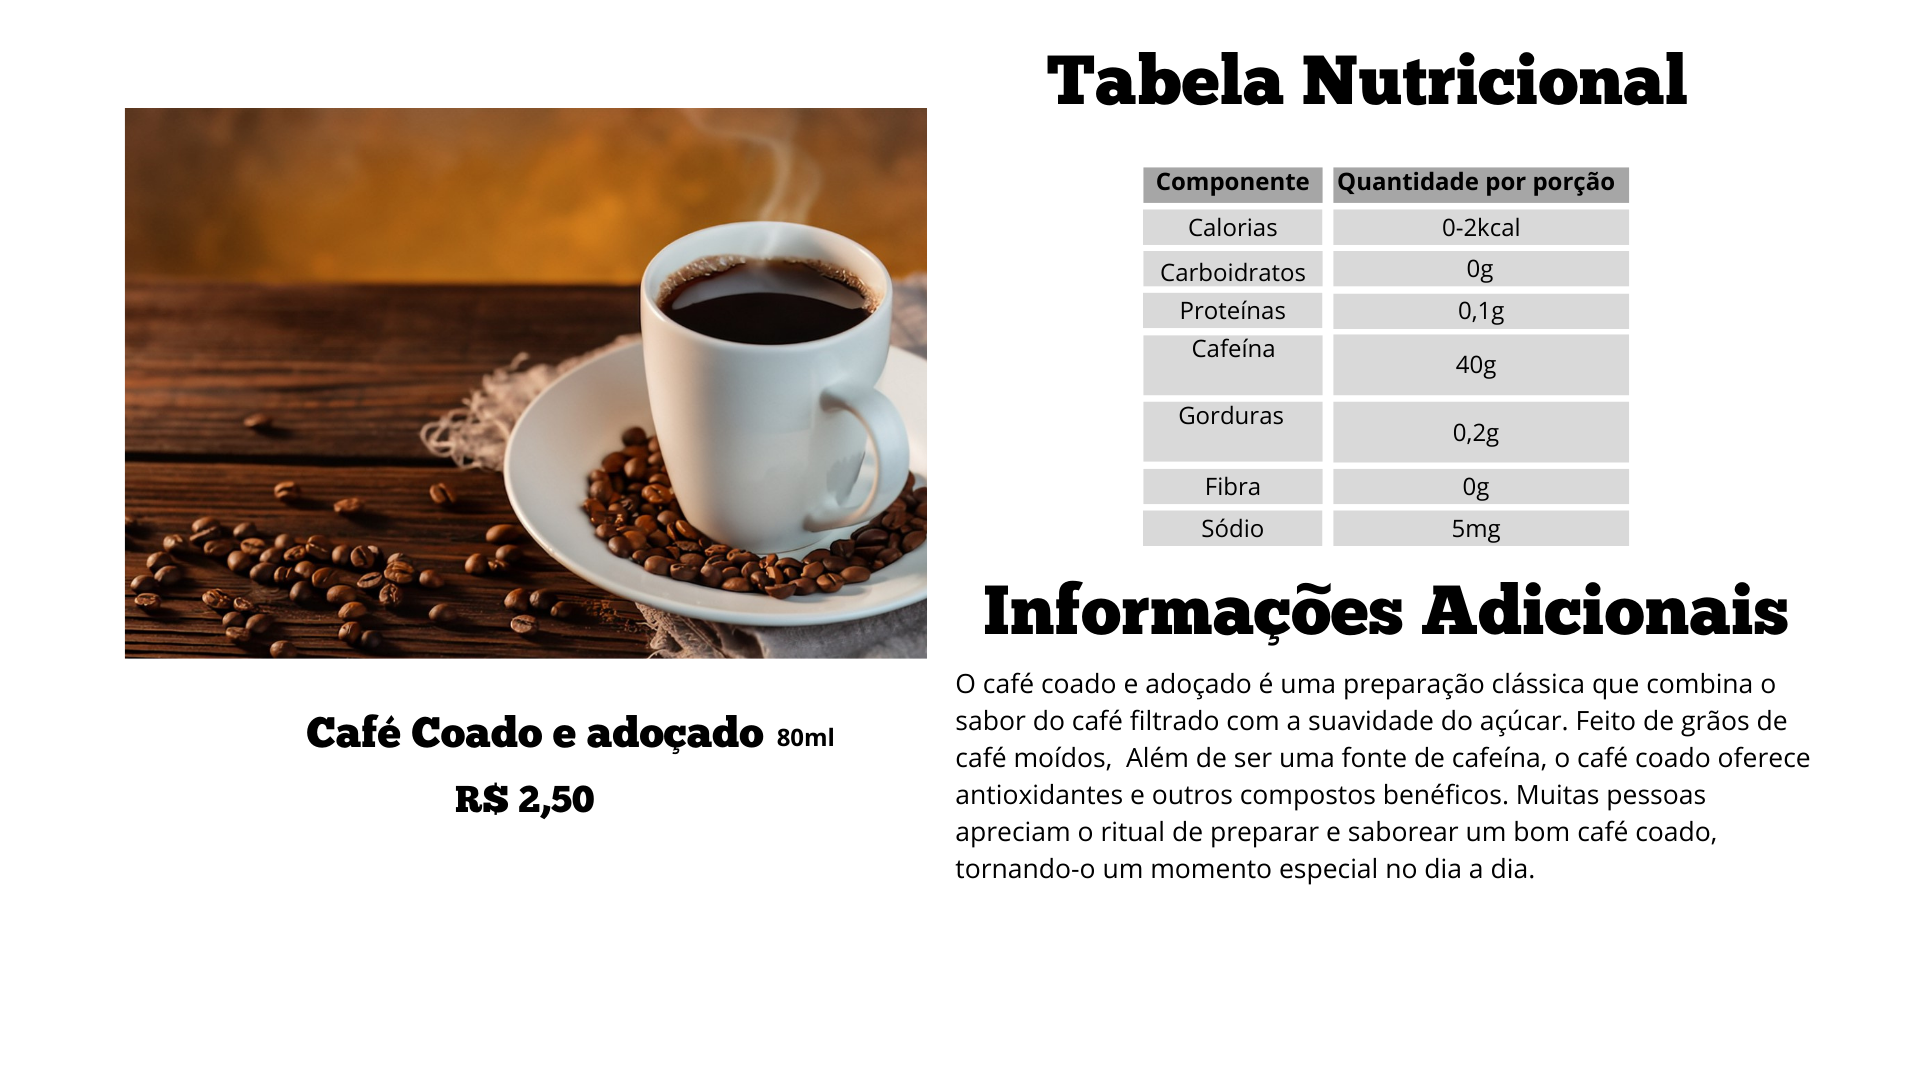 Tabela Nutricional
Componente Quantidade por porção
Calorias 0-2kcal
Carboidratos 0g
Proteínas 0,1g
Cafeína 40g
Gorduras 0,2g
Fibra 0g
Sódio 5mg
Informações Adicionais
O café coado e adoçado é uma preparação clássica que combina o
sabor do café filtrado com a suavidade do açúcar. Feito de grãos de
café moídos,  Além de ser uma fonte de cafeína, o café coado oferece
antioxidantes e outros compostos benéficos. Muitas pessoas
apreciam o ritual de preparar e saborear um bom café coado,
tornando-o um momento especial no dia a dia.
Café Coado e adoçado 80ml
R$ 2,50